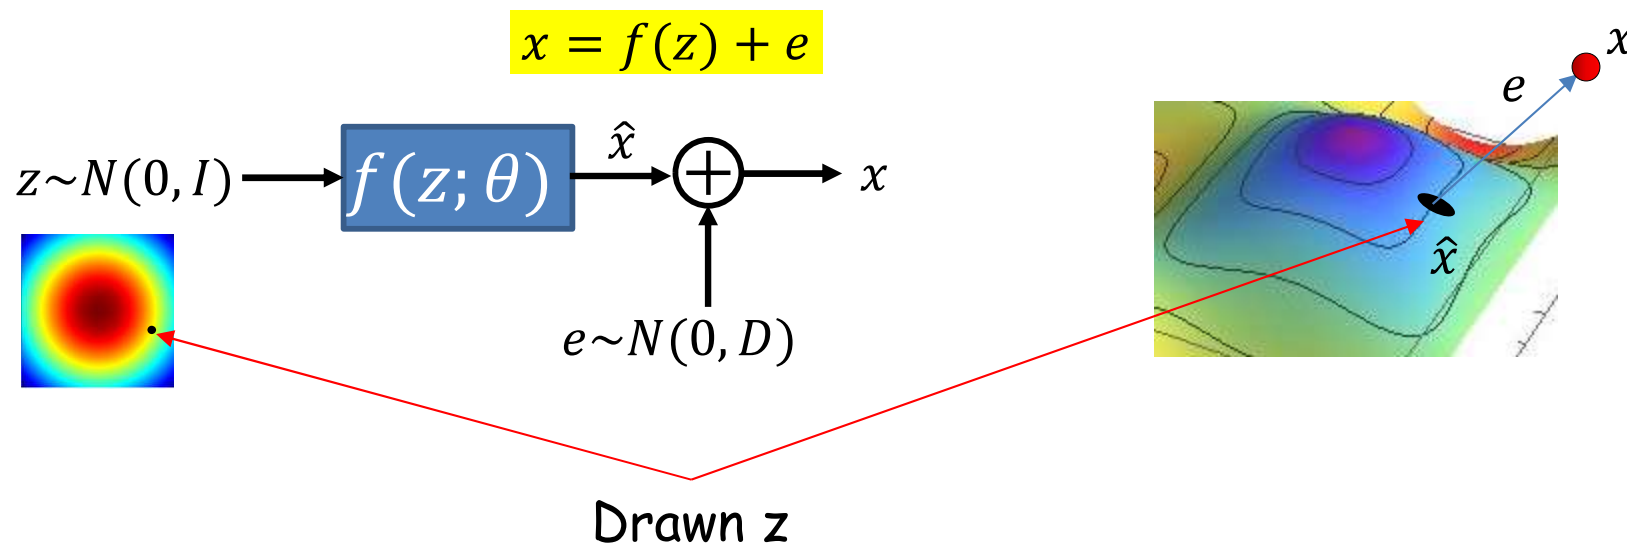 x = f(z) + e
z~N(0, I)
f(z; θ)
x̂
x
e~N(0, D)
Drawn z
x
e
x̂